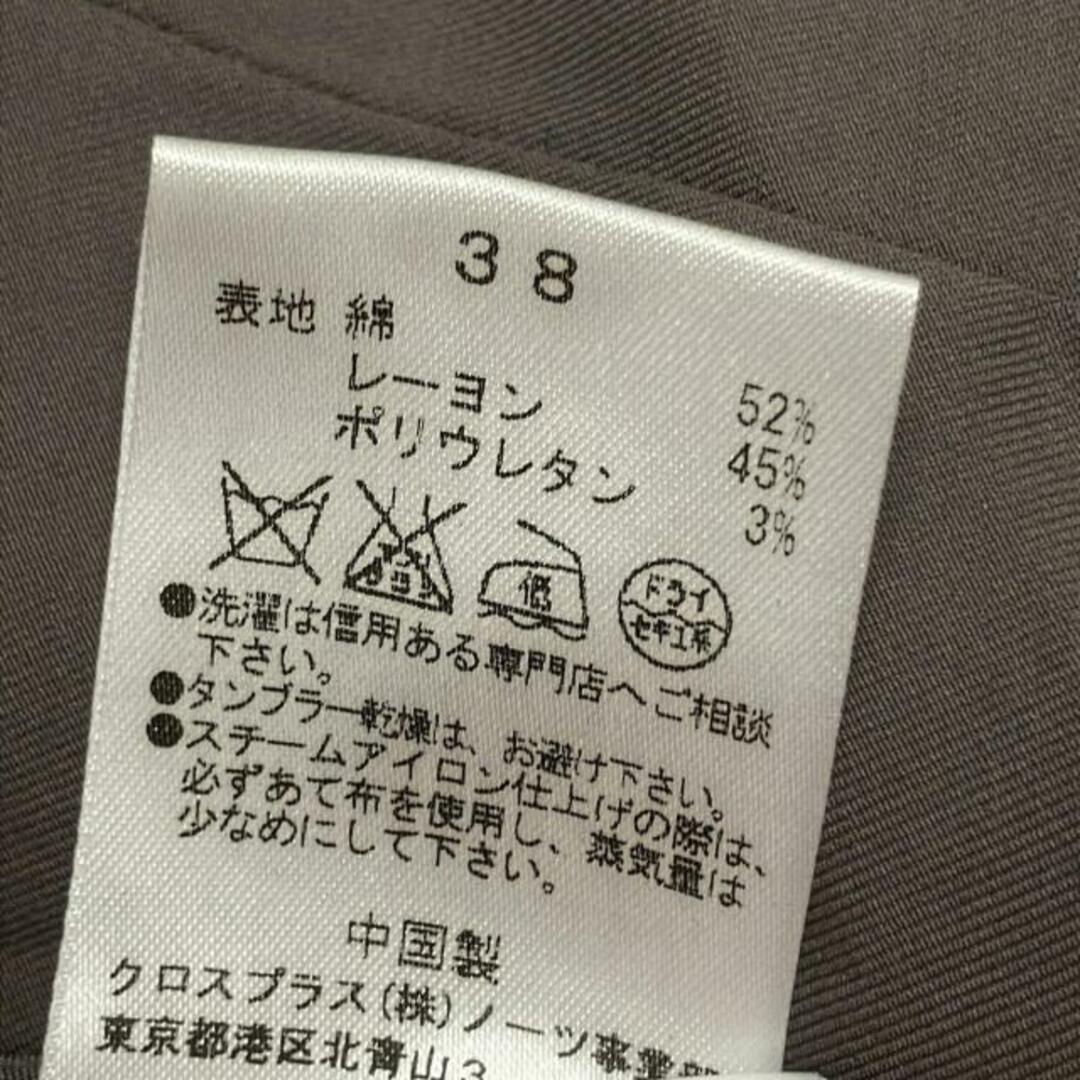 38
表地 綿 52%
レーヨン 45%
ポリウレタン 3%
低
ドライ
セキユ系
●洗濯は信用ある専門店へご相談
下さい。
●タンブラー乾燥は、お避け下さい。
●スチームアイロン仕上げの際は、
必ずあて布を使用し、蒸気量は
少なめにして下さい。
中国製
クロスプラス(株)ノーツ事業部
東京都港区北青山3